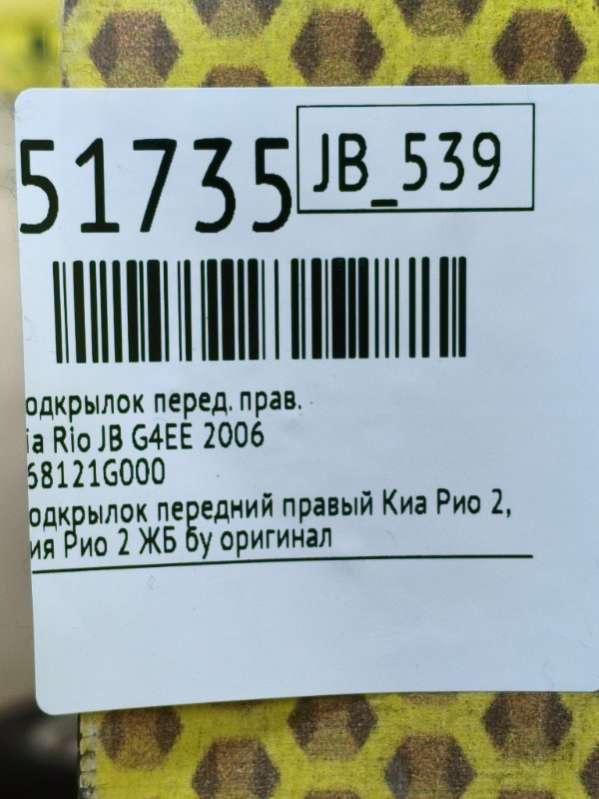 51735
JB_539
одкрылок перед. прав.
ia Rio JB G4EE 2006
68121G000
одкрылок передний правый Киа Рио 2,
ия Рио 2 ЖБ бу оригинал